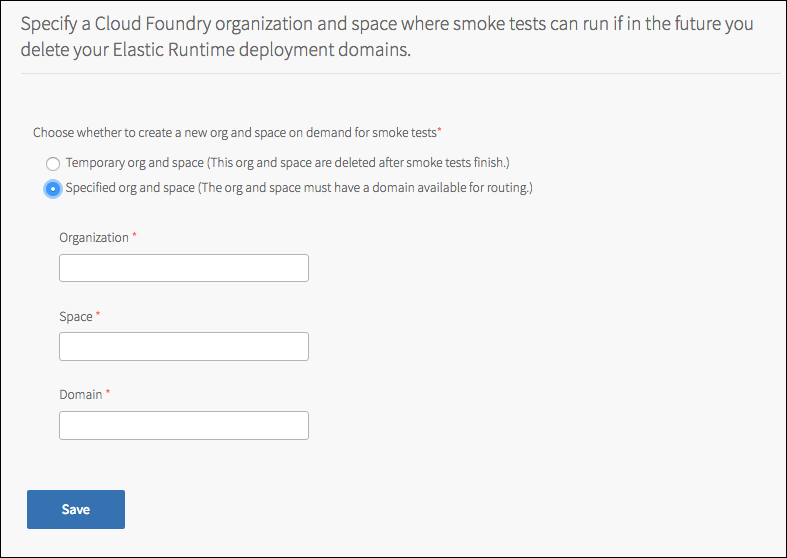 Specify a Cloud Foundry organization and space where smoke tests can run if in the future you
delete your Elastic Runtime deployment domains.
Choose whether to create a new org and space on demand for smoke tests*
Temporary org and space (This org and space are deleted after smoke tests finish.)
Specified org and space (The org and space must have a domain available for routing.)
Organization *
Space *
Domain *
Save